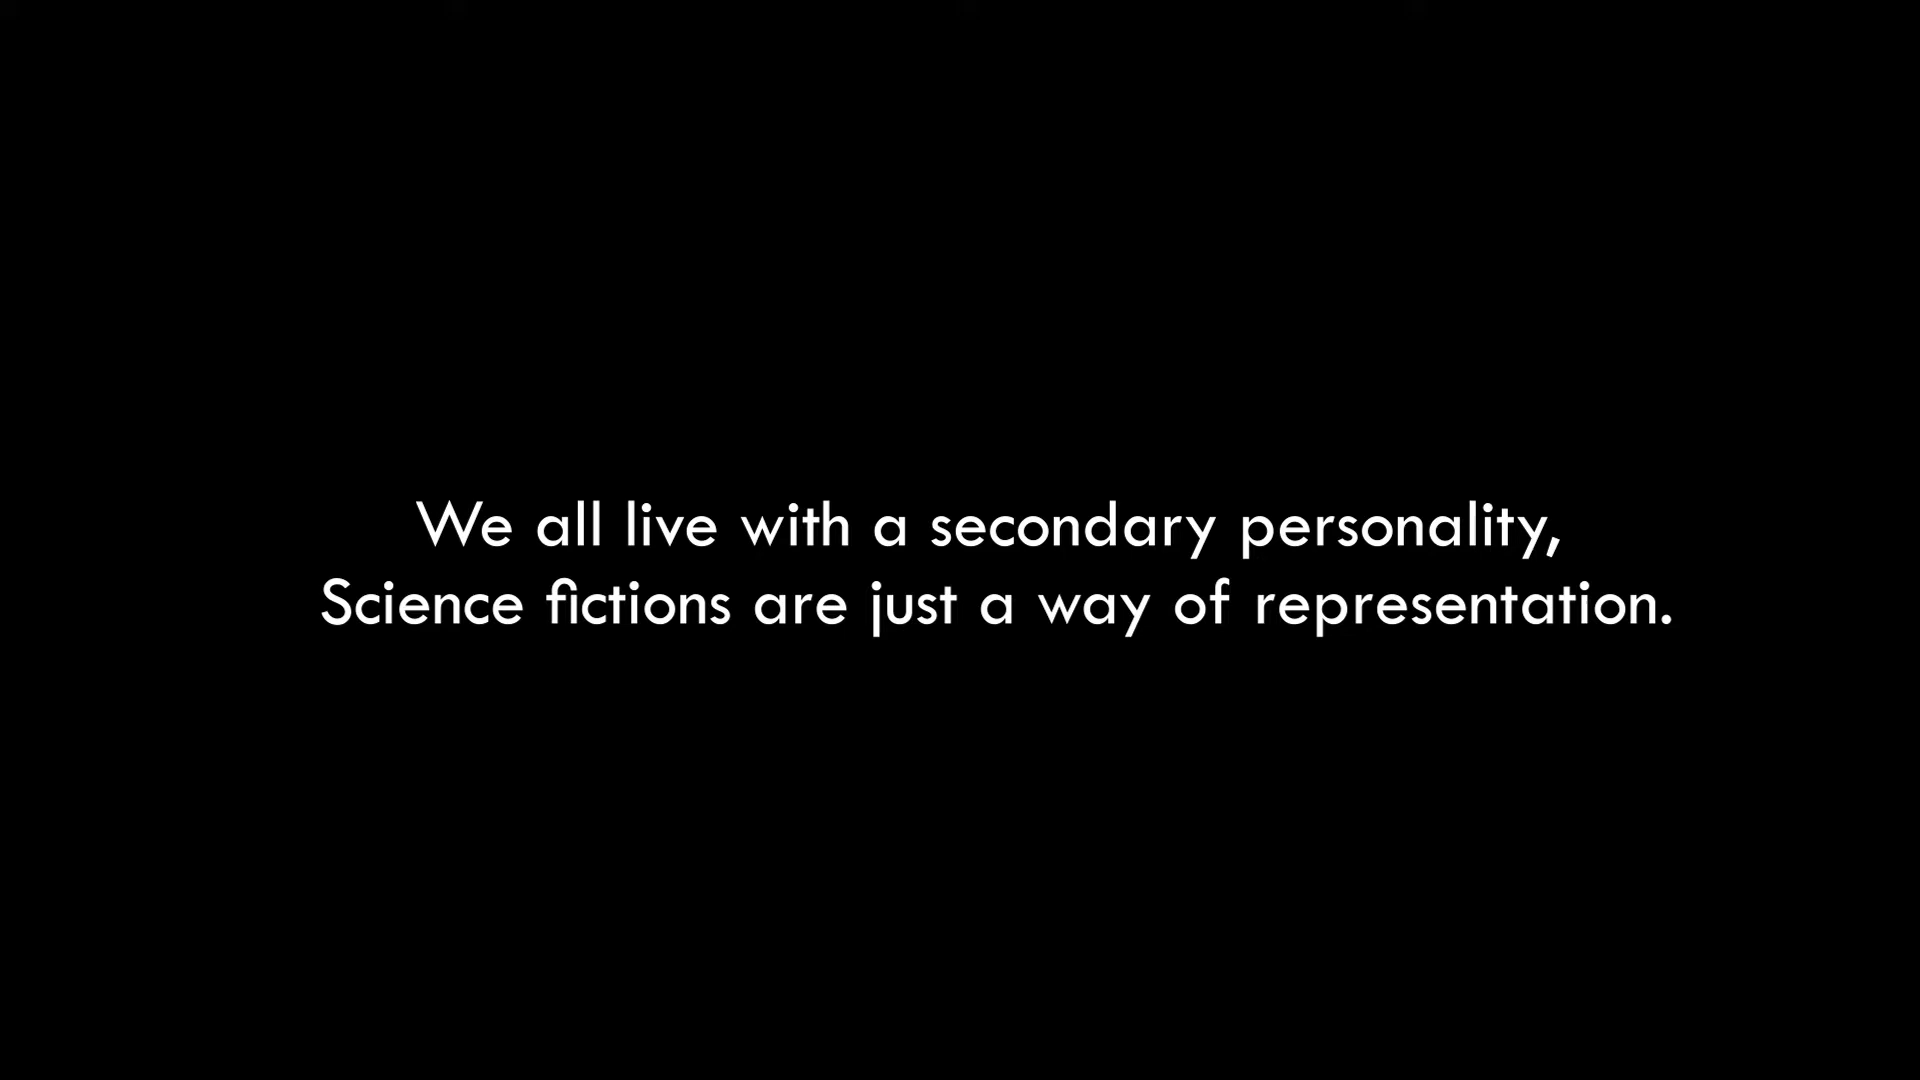 We all live with a secondary personality,
Science fictions are just a way of representation.